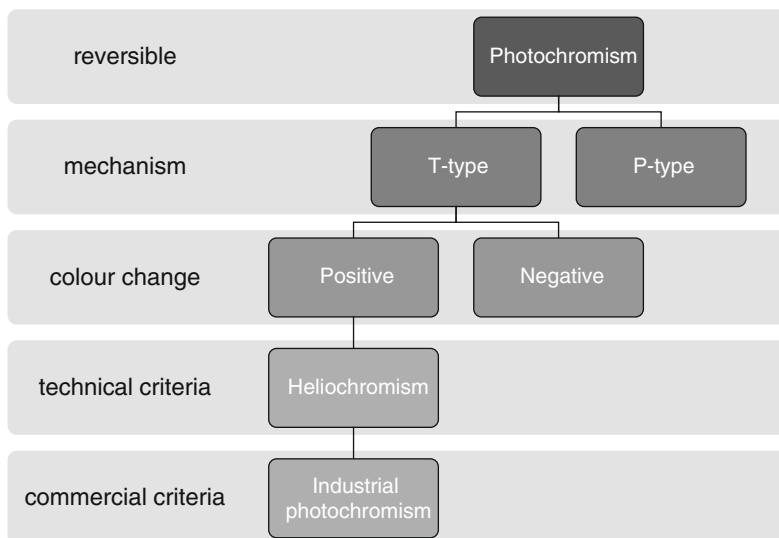 reversible
Photochromism
mechanism
T-type
P-type
colour change
Positive
Negative
technical criteria
Heliochromism
commercial criteria
Industrial
photochromism